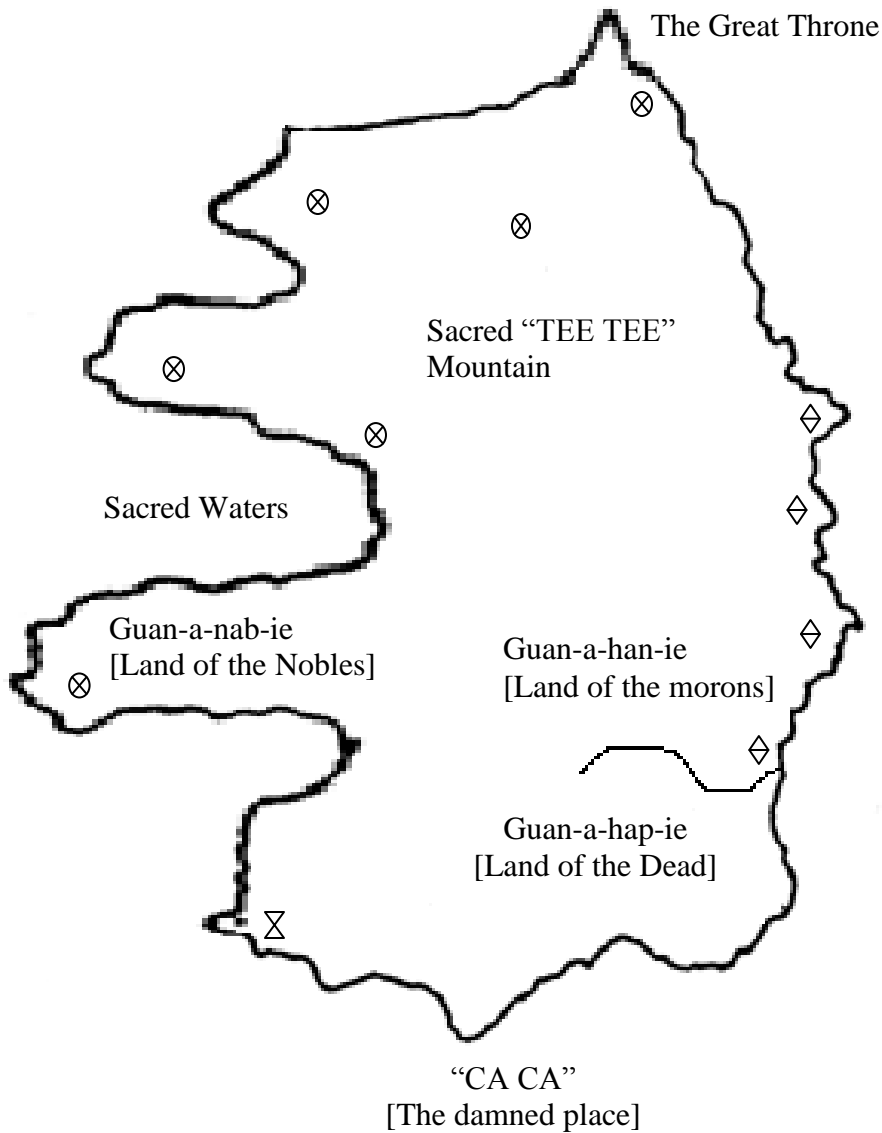 The Great Throne
Sacred “TEE TEE”
Mountain
Sacred Waters
Guan-a-nab-ie
[Land of the Nobles]
Guan-a-han-ie
[Land of the morons]
Guan-a-hap-ie
[Land of the Dead]
“CA CA”
[The damned place]